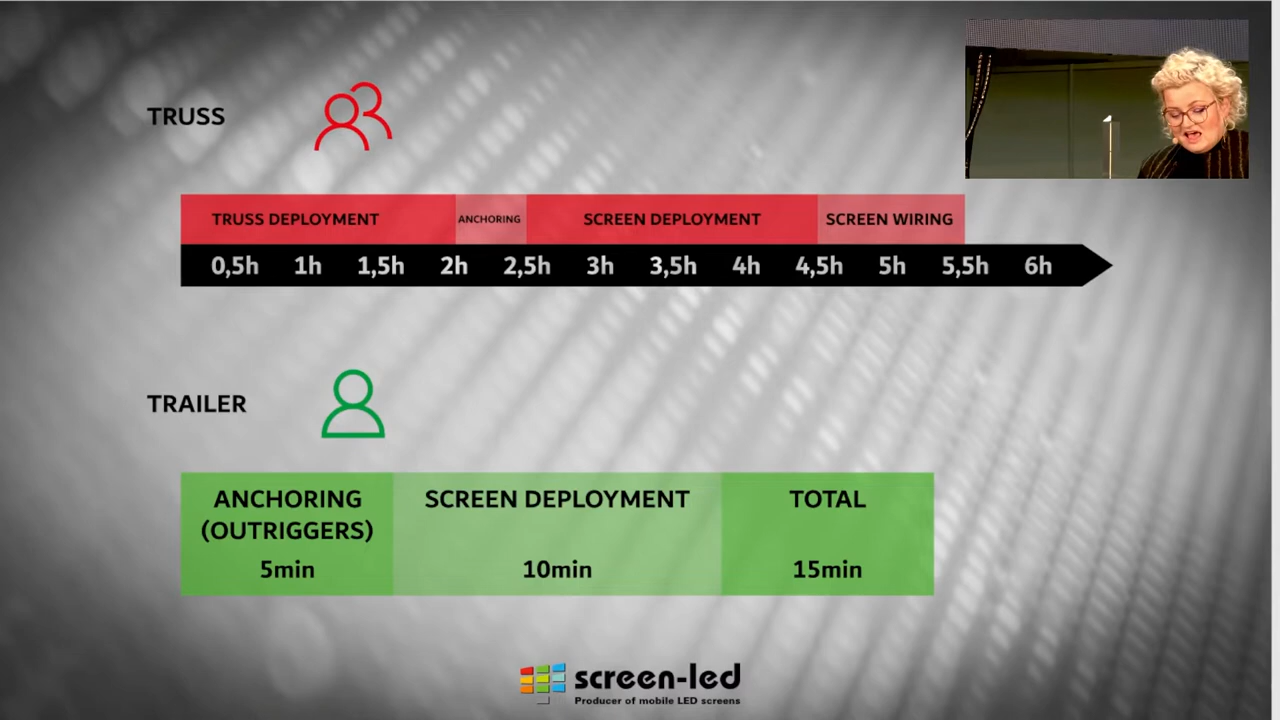 TRUSS
TRUSS DEPLOYMENT ANCHORING SCREEN DEPLOYMENT SCREEN WIRING
0,5h 1h 1,5h 2h 2,5h 3h 3,5h 4h 4,5h 5h 5,5h 6h
TRAILER
ANCHORING SCREEN DEPLOYMENT TOTAL
(OUTRIGGERS)
5min 10min 15min
screen-led
Producer of mobile LED screens